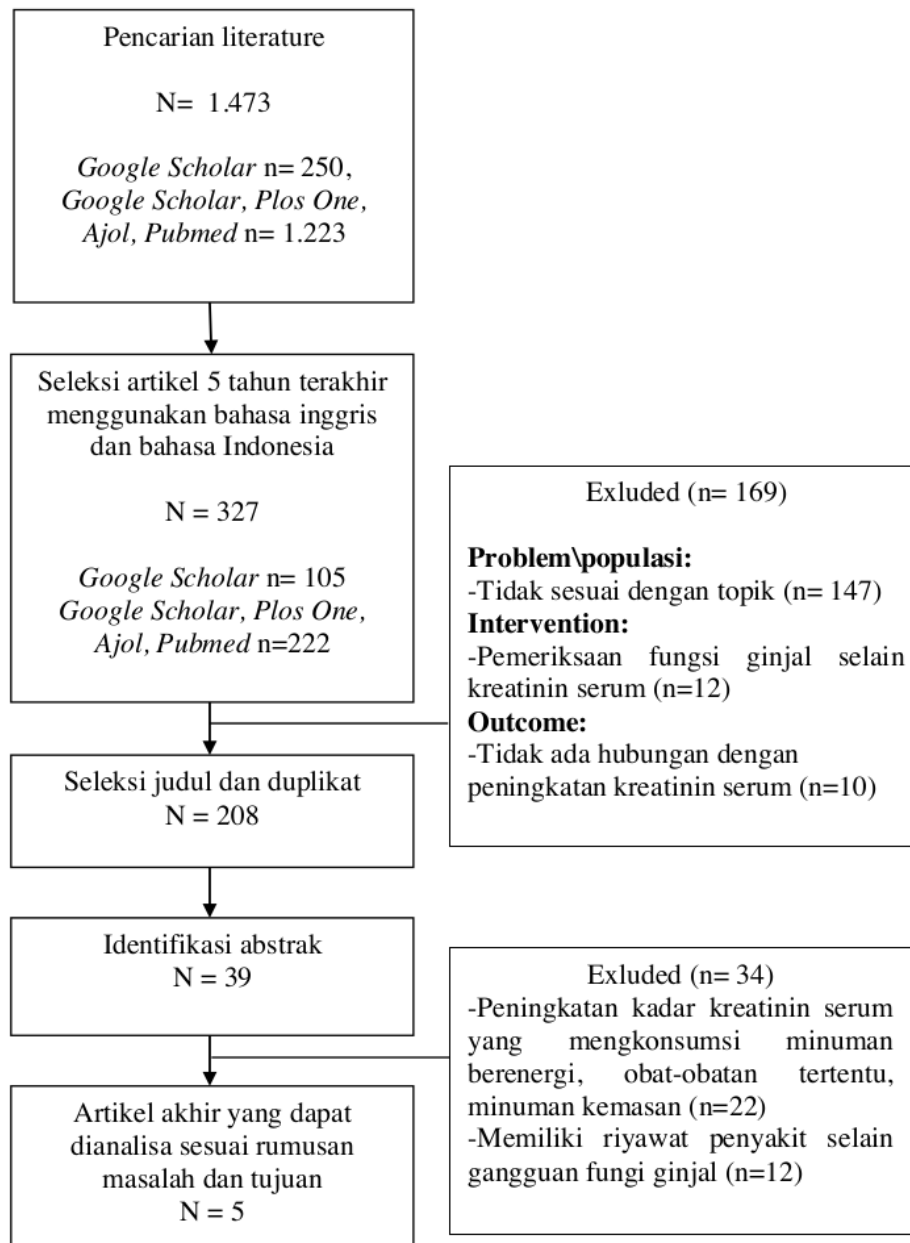 Pencarian literature
N= 1.473
Google Scholar n= 250,
Google Scholar, Plos One,
Ajol, Pubmed n= 1.223
Seleksi artikel 5 tahun terakhir
menggunakan bahasa inggris
dan bahasa Indonesia
N = 327
Google Scholar n= 105
Google Scholar, Plos One,
Ajol, Pubmed n=222
Exluded (n= 169)
Problem\populasi:
-Tidak sesuai dengan topik (n= 147)
Intervention:
-Pemeriksaan fungsi ginjal selain
kreatinin serum (n=12)
Outcome:
-Tidak ada hubungan dengan
peningkatan kreatinin serum (n=10)
Seleksi judul dan duplikat
N = 208
Identifikasi abstrak
N = 39
Exluded (n= 34)
-Peningkatan kadar kreatinin serum
yang mengkonsumsi minuman
berenergi, obat-obatan tertentu,
minuman kemasan (n=22)
-Memiliki riyawat penyakit selain
gangguan fungi ginjal (n=12)
Artikel akhir yang dapat
dianalisa sesuai rumusan
masalah dan tujuan
N = 5